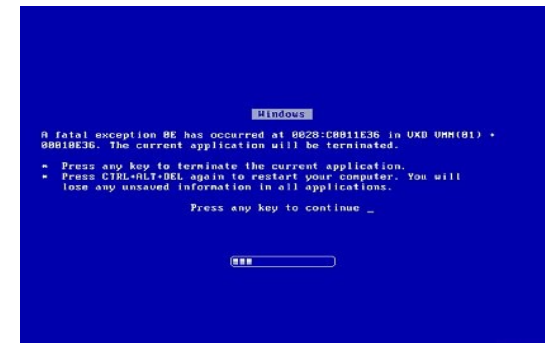 Windows
A fatal exception 0E has occurred at 0028:C0011E36 in VXD VMM(01) +
00010E36. The current application will be terminated.
* Press any key to terminate the current application.
* Press CTRL+ALT+DEL again to restart your computer. You will
lose any unsaved information in all applications.
Press any key to continue _